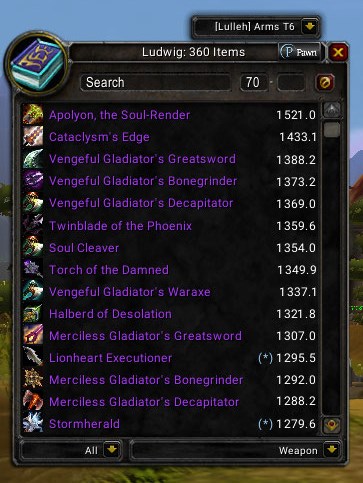 [Lulleh] Arms T6
Ludwig: 360 Items
Pawn
Search
70 -
Apolyon, the Soul-Render 1521.0
Cataclysm's Edge 1433.1
Vengeful Gladiator's Greatsword 1388.2
Vengeful Gladiator's Bonegrinder 1373.2
Vengeful Gladiator's Decapitator 1369.0
Twinblade of the Phoenix 1359.6
Soul Cleaver 1354.0
Torch of the Damned 1349.9
Vengeful Gladiator's Waraxe 1337.1
Halberd of Desolation 1321.8
Merciless Gladiator's Greatsword 1307.0
Lionheart Executioner (*) 1295.5
Merciless Gladiator's Bonegrinder 1292.0
Merciless Gladiator's Decapitator 1288.2
Stormherald (*) 1279.6
All Weapon